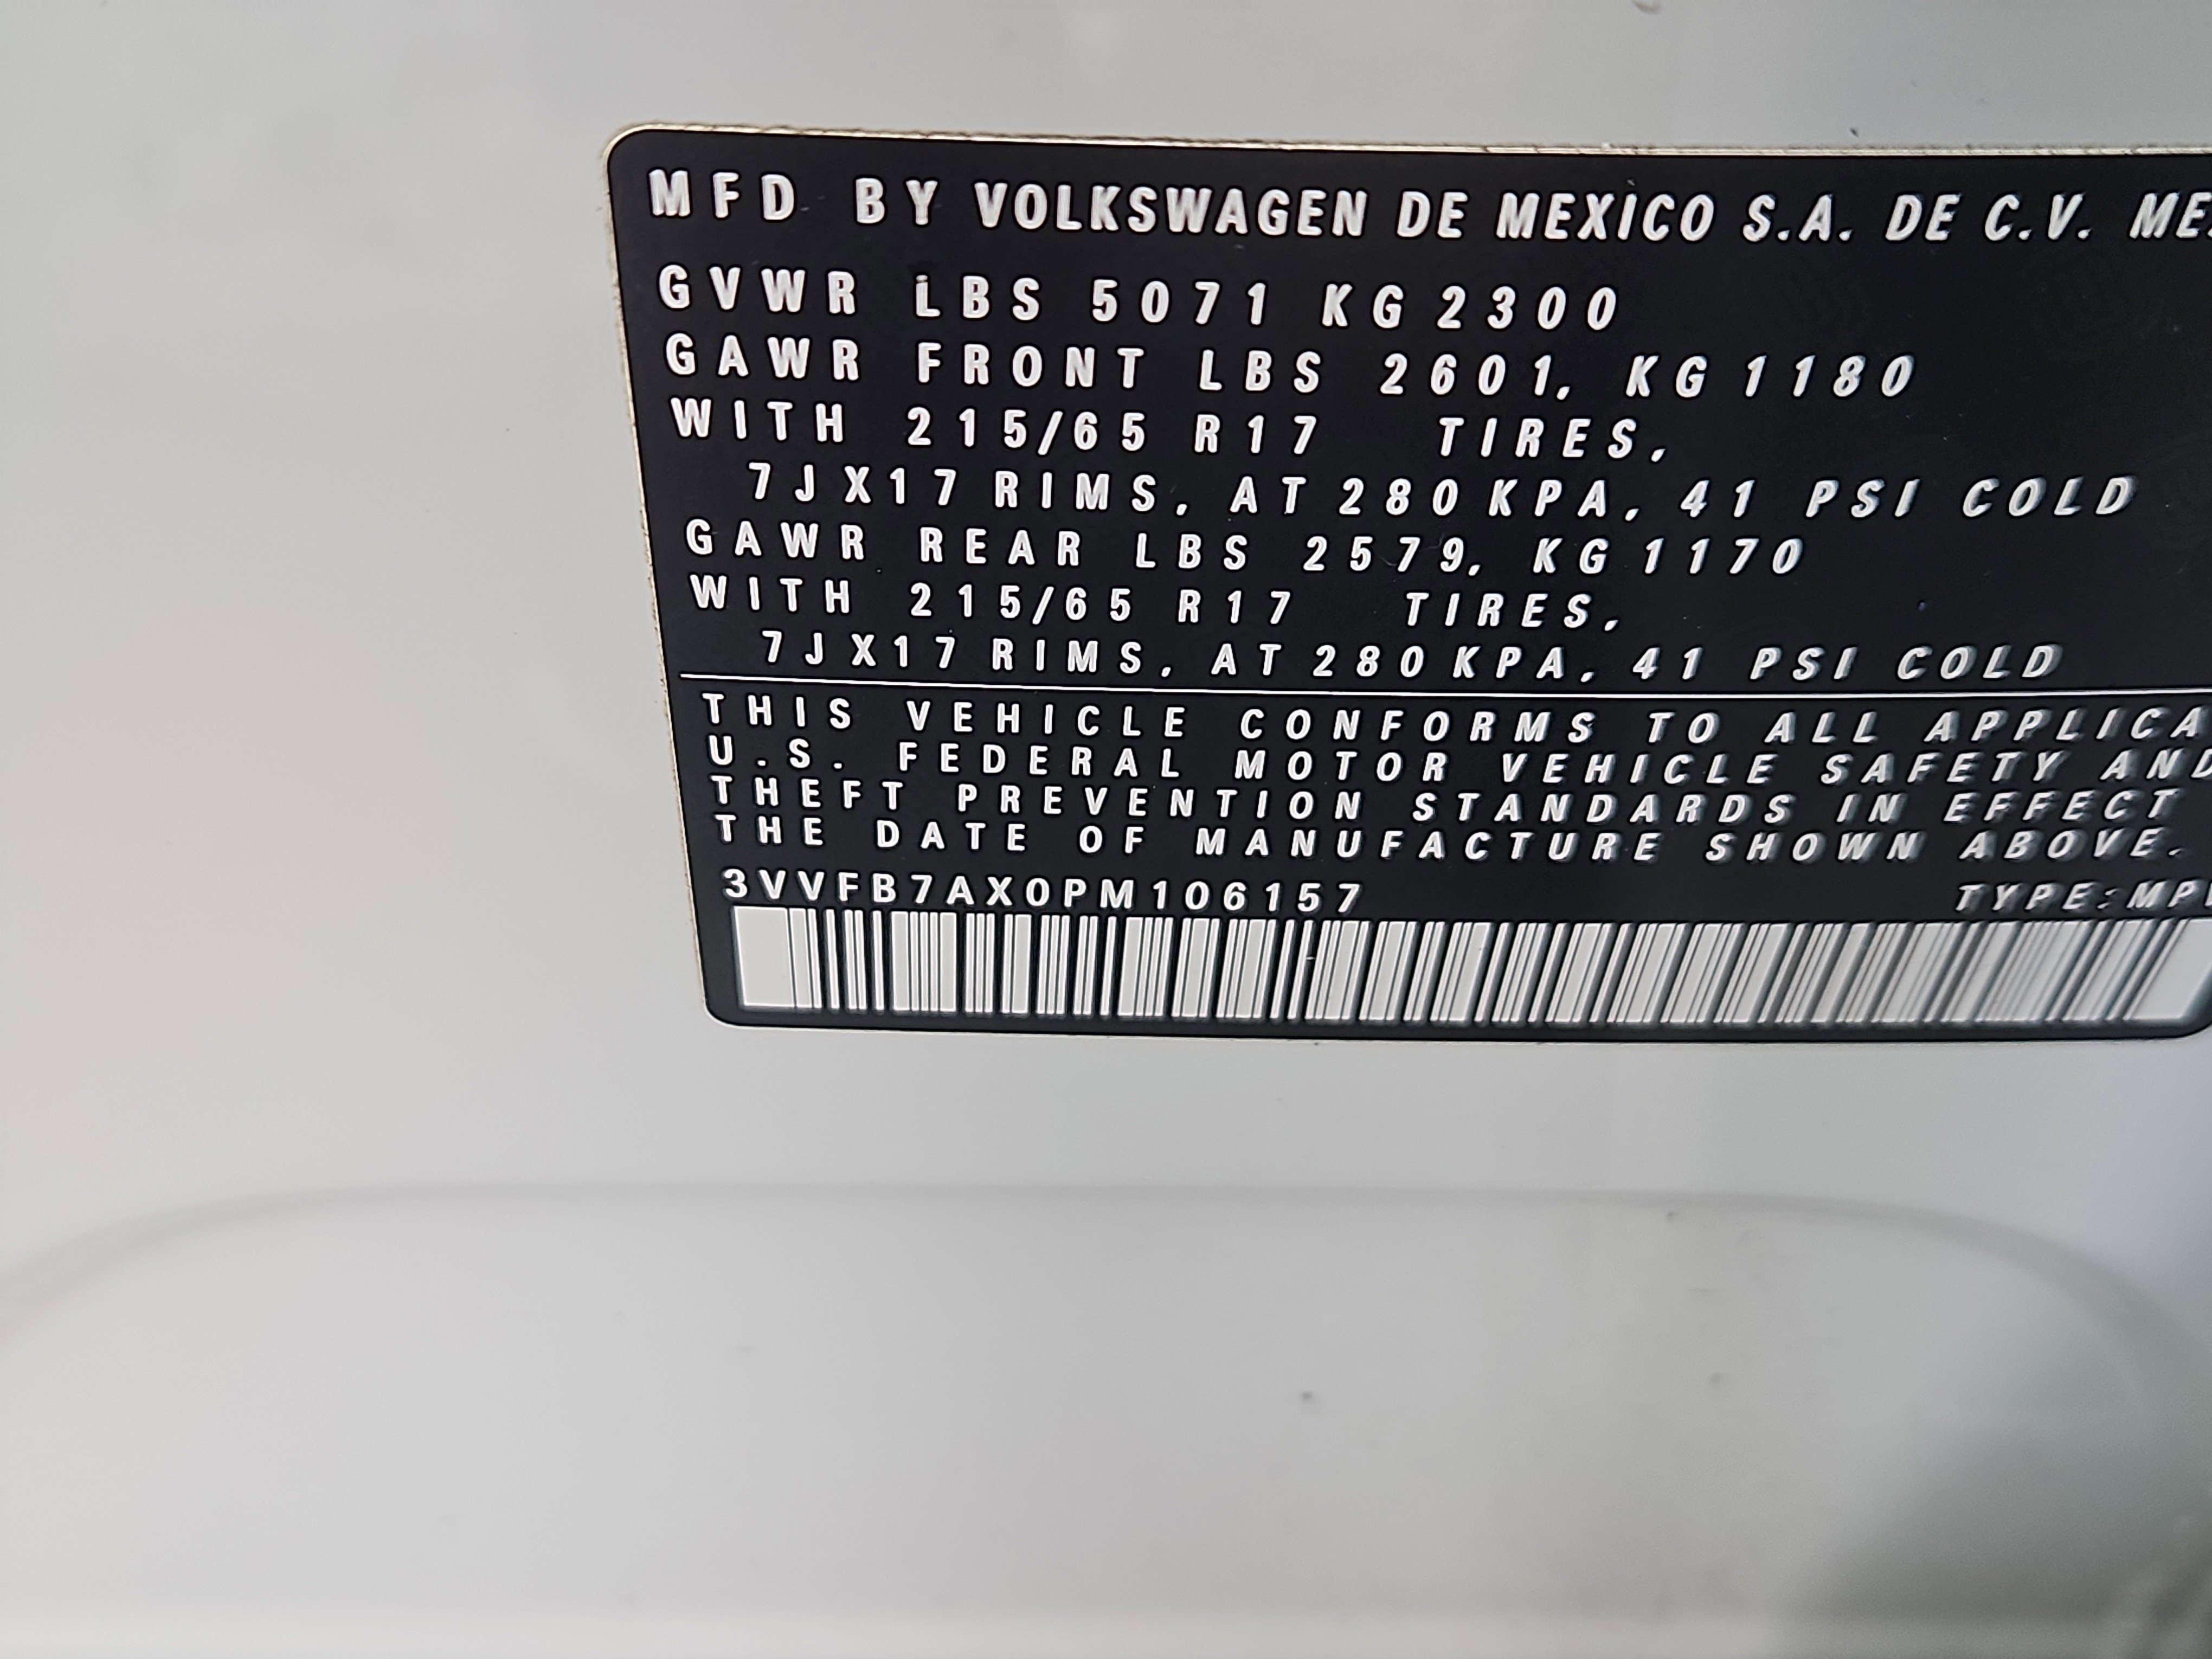 MFD BY VOLKSWAGEN DE MEXICO S.A. DE C.V.
GVWR LBS 5071 KG 2300
GAWR FRONT LBS 2601, KG 1180
WITH 215/65 R17 TIRES,
7JX17 RIMS, AT 280 KPA, 41 PSI COLD
GAWR REAR LBS 2579, KG 1170
WITH 215/65 R17 TIRES,
7JX17 RIMS, AT 280 KPA, 41 PSI COLD
THIS VEHICLE CONFORMS TO ALL
U.S. FEDERAL MOTOR VEHICLE SAFETY AND
THEFT PREVENTION STANDARDS IN EFFECT
THE DATE OF MANUFACTURE SHOWN ABOVE.
3VVFB7AX0PM106157 TYPE: